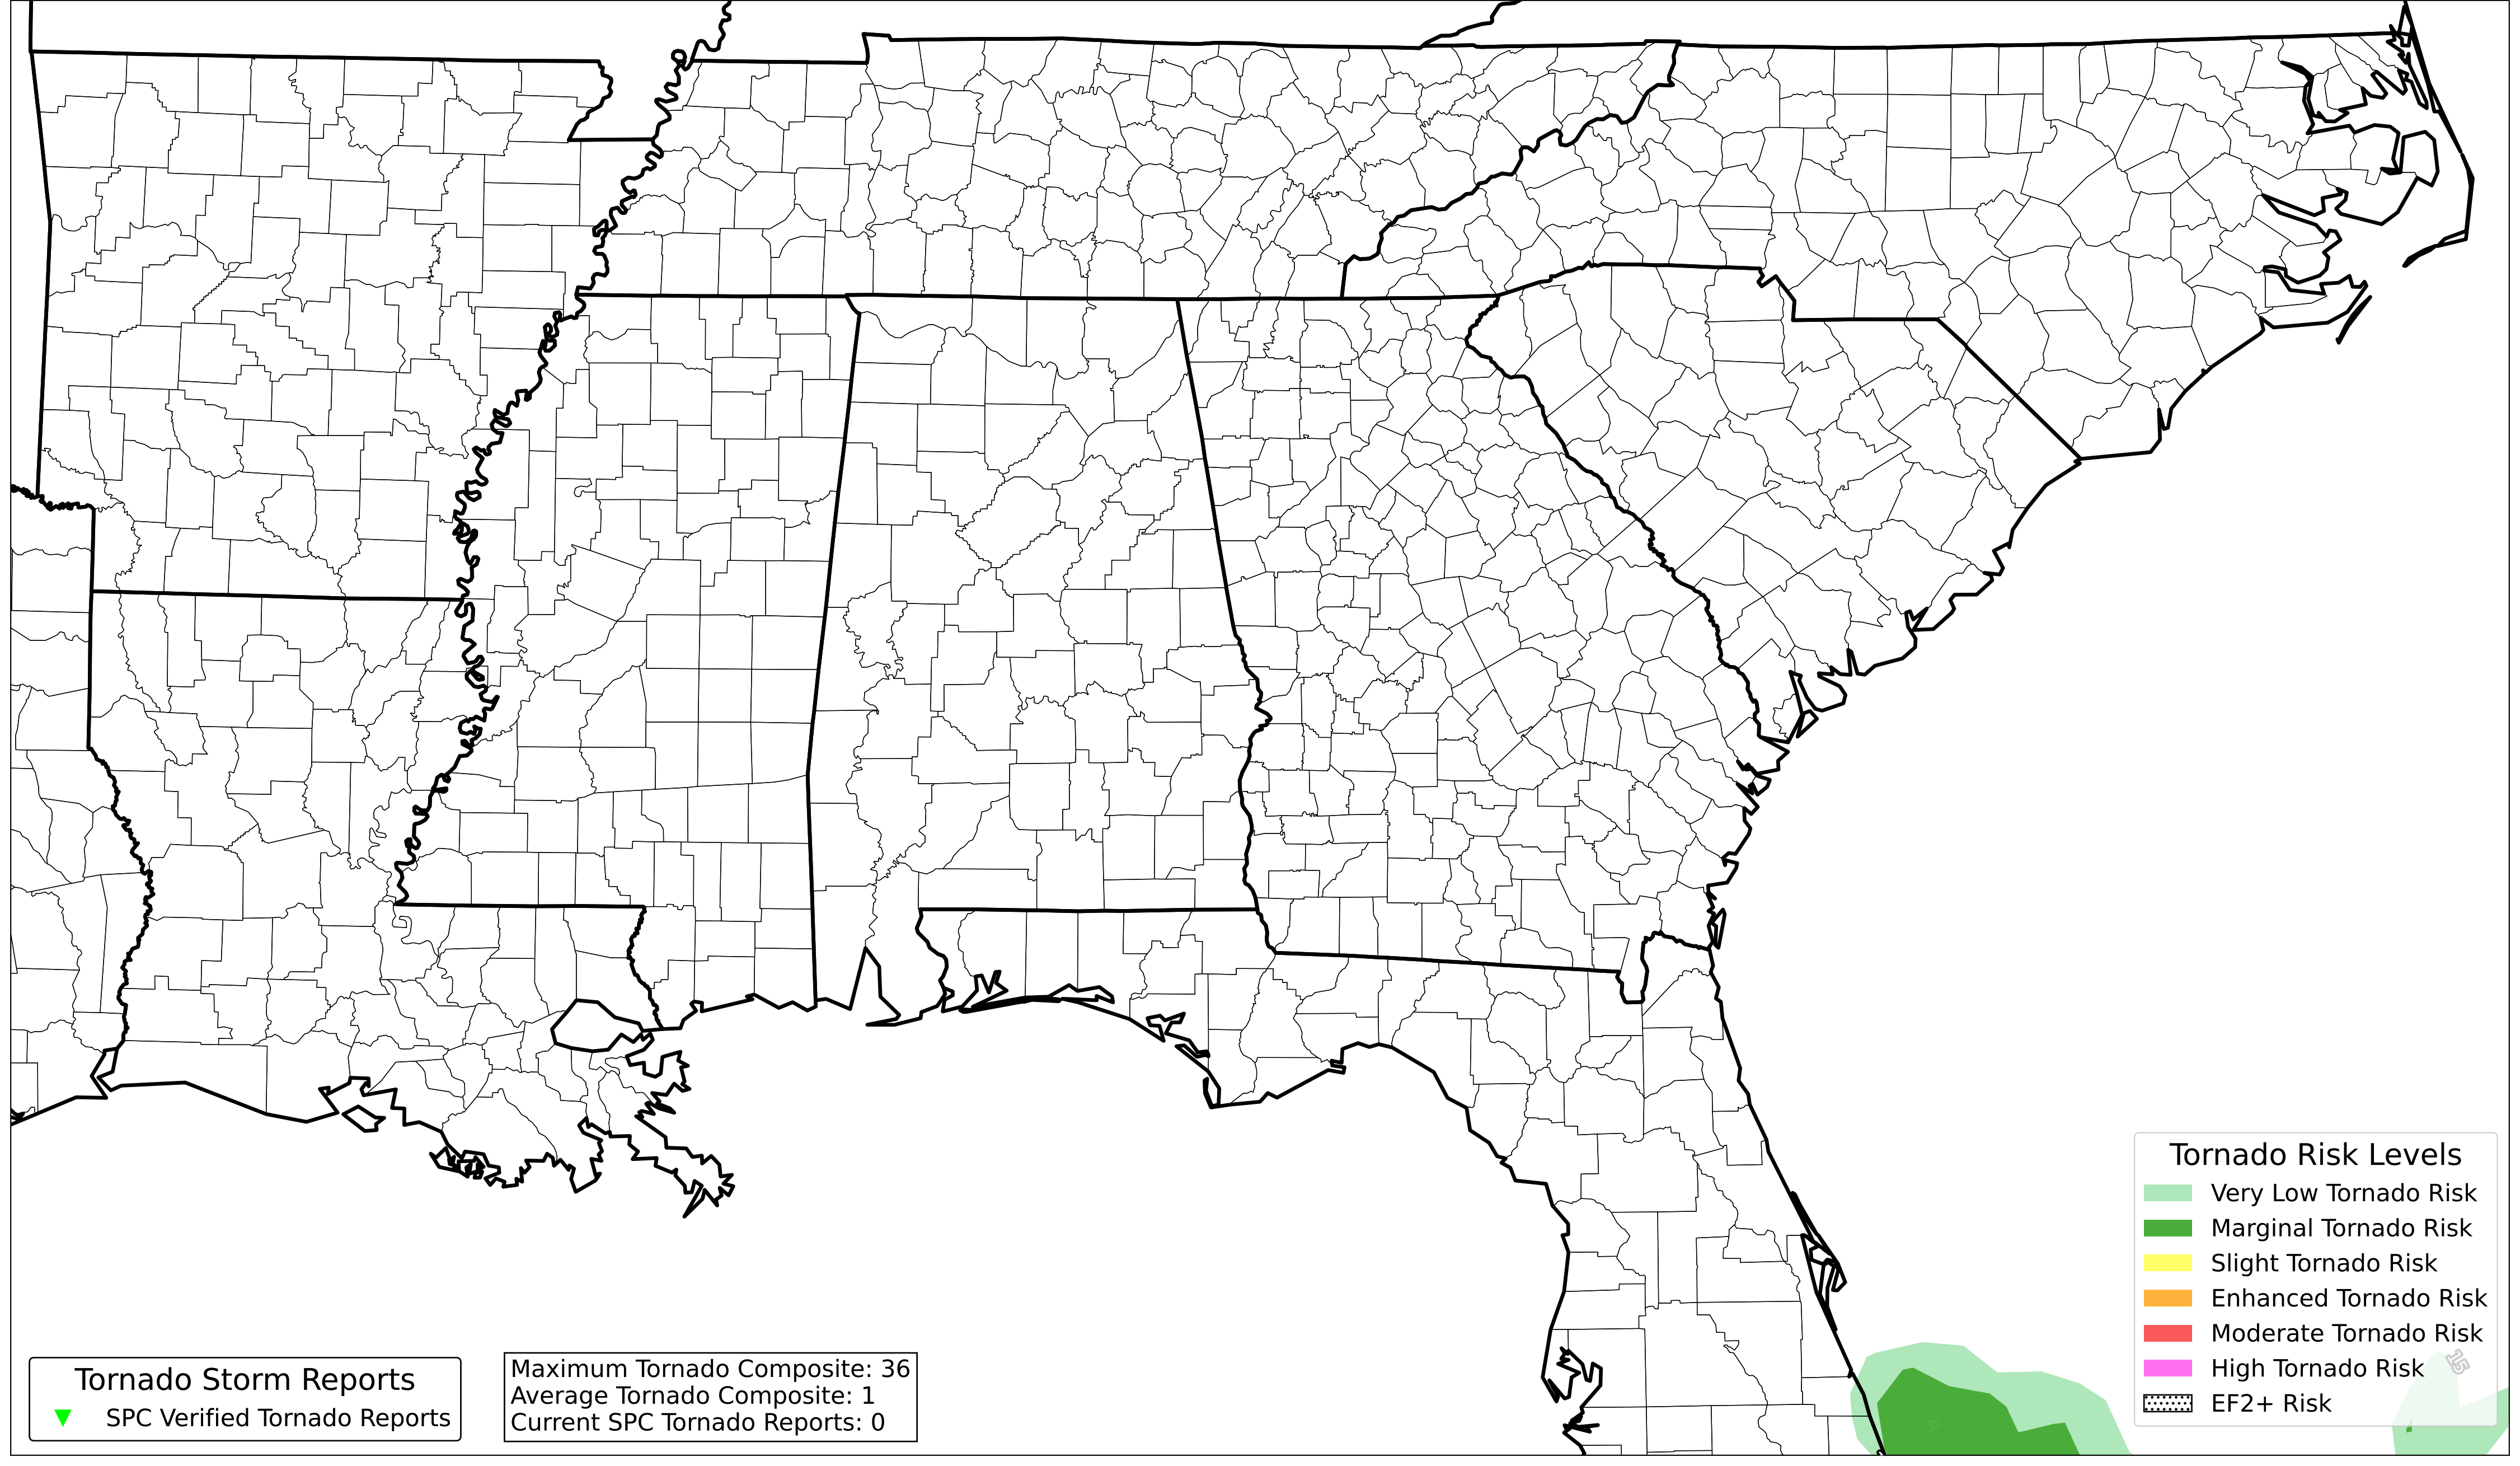 Tornado Storm Reports
SPC Verified Tornado Reports
Maximum Tornado Composite: 36
Average Tornado Composite: 1
Current SPC Tornado Reports: 0
Tornado Risk Levels
Very Low Tornado Risk
Marginal Tornado Risk
Slight Tornado Risk
Enhanced Tornado Risk
Moderate Tornado Risk
High Tornado Risk
EF2+ Risk
15